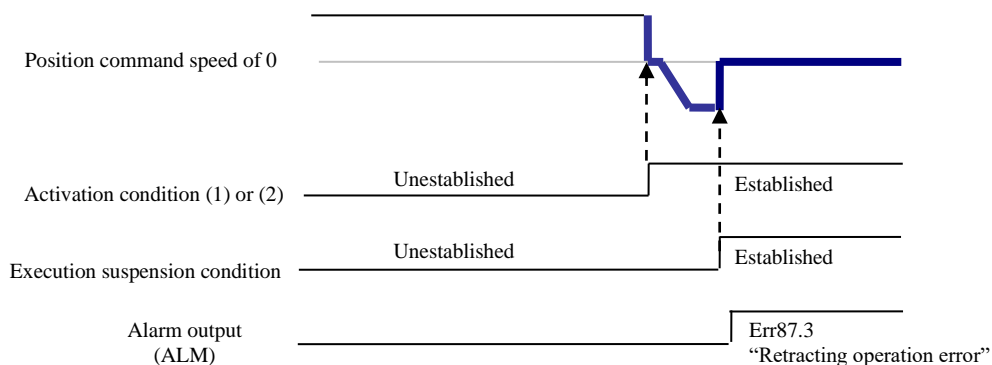 Position command speed of 0
Unestablished
Activation condition (1) or (2)
Established
Unestablished
Execution suspension condition
Established
Alarm output
(ALM)
Err87.3
“Retracting operation error”